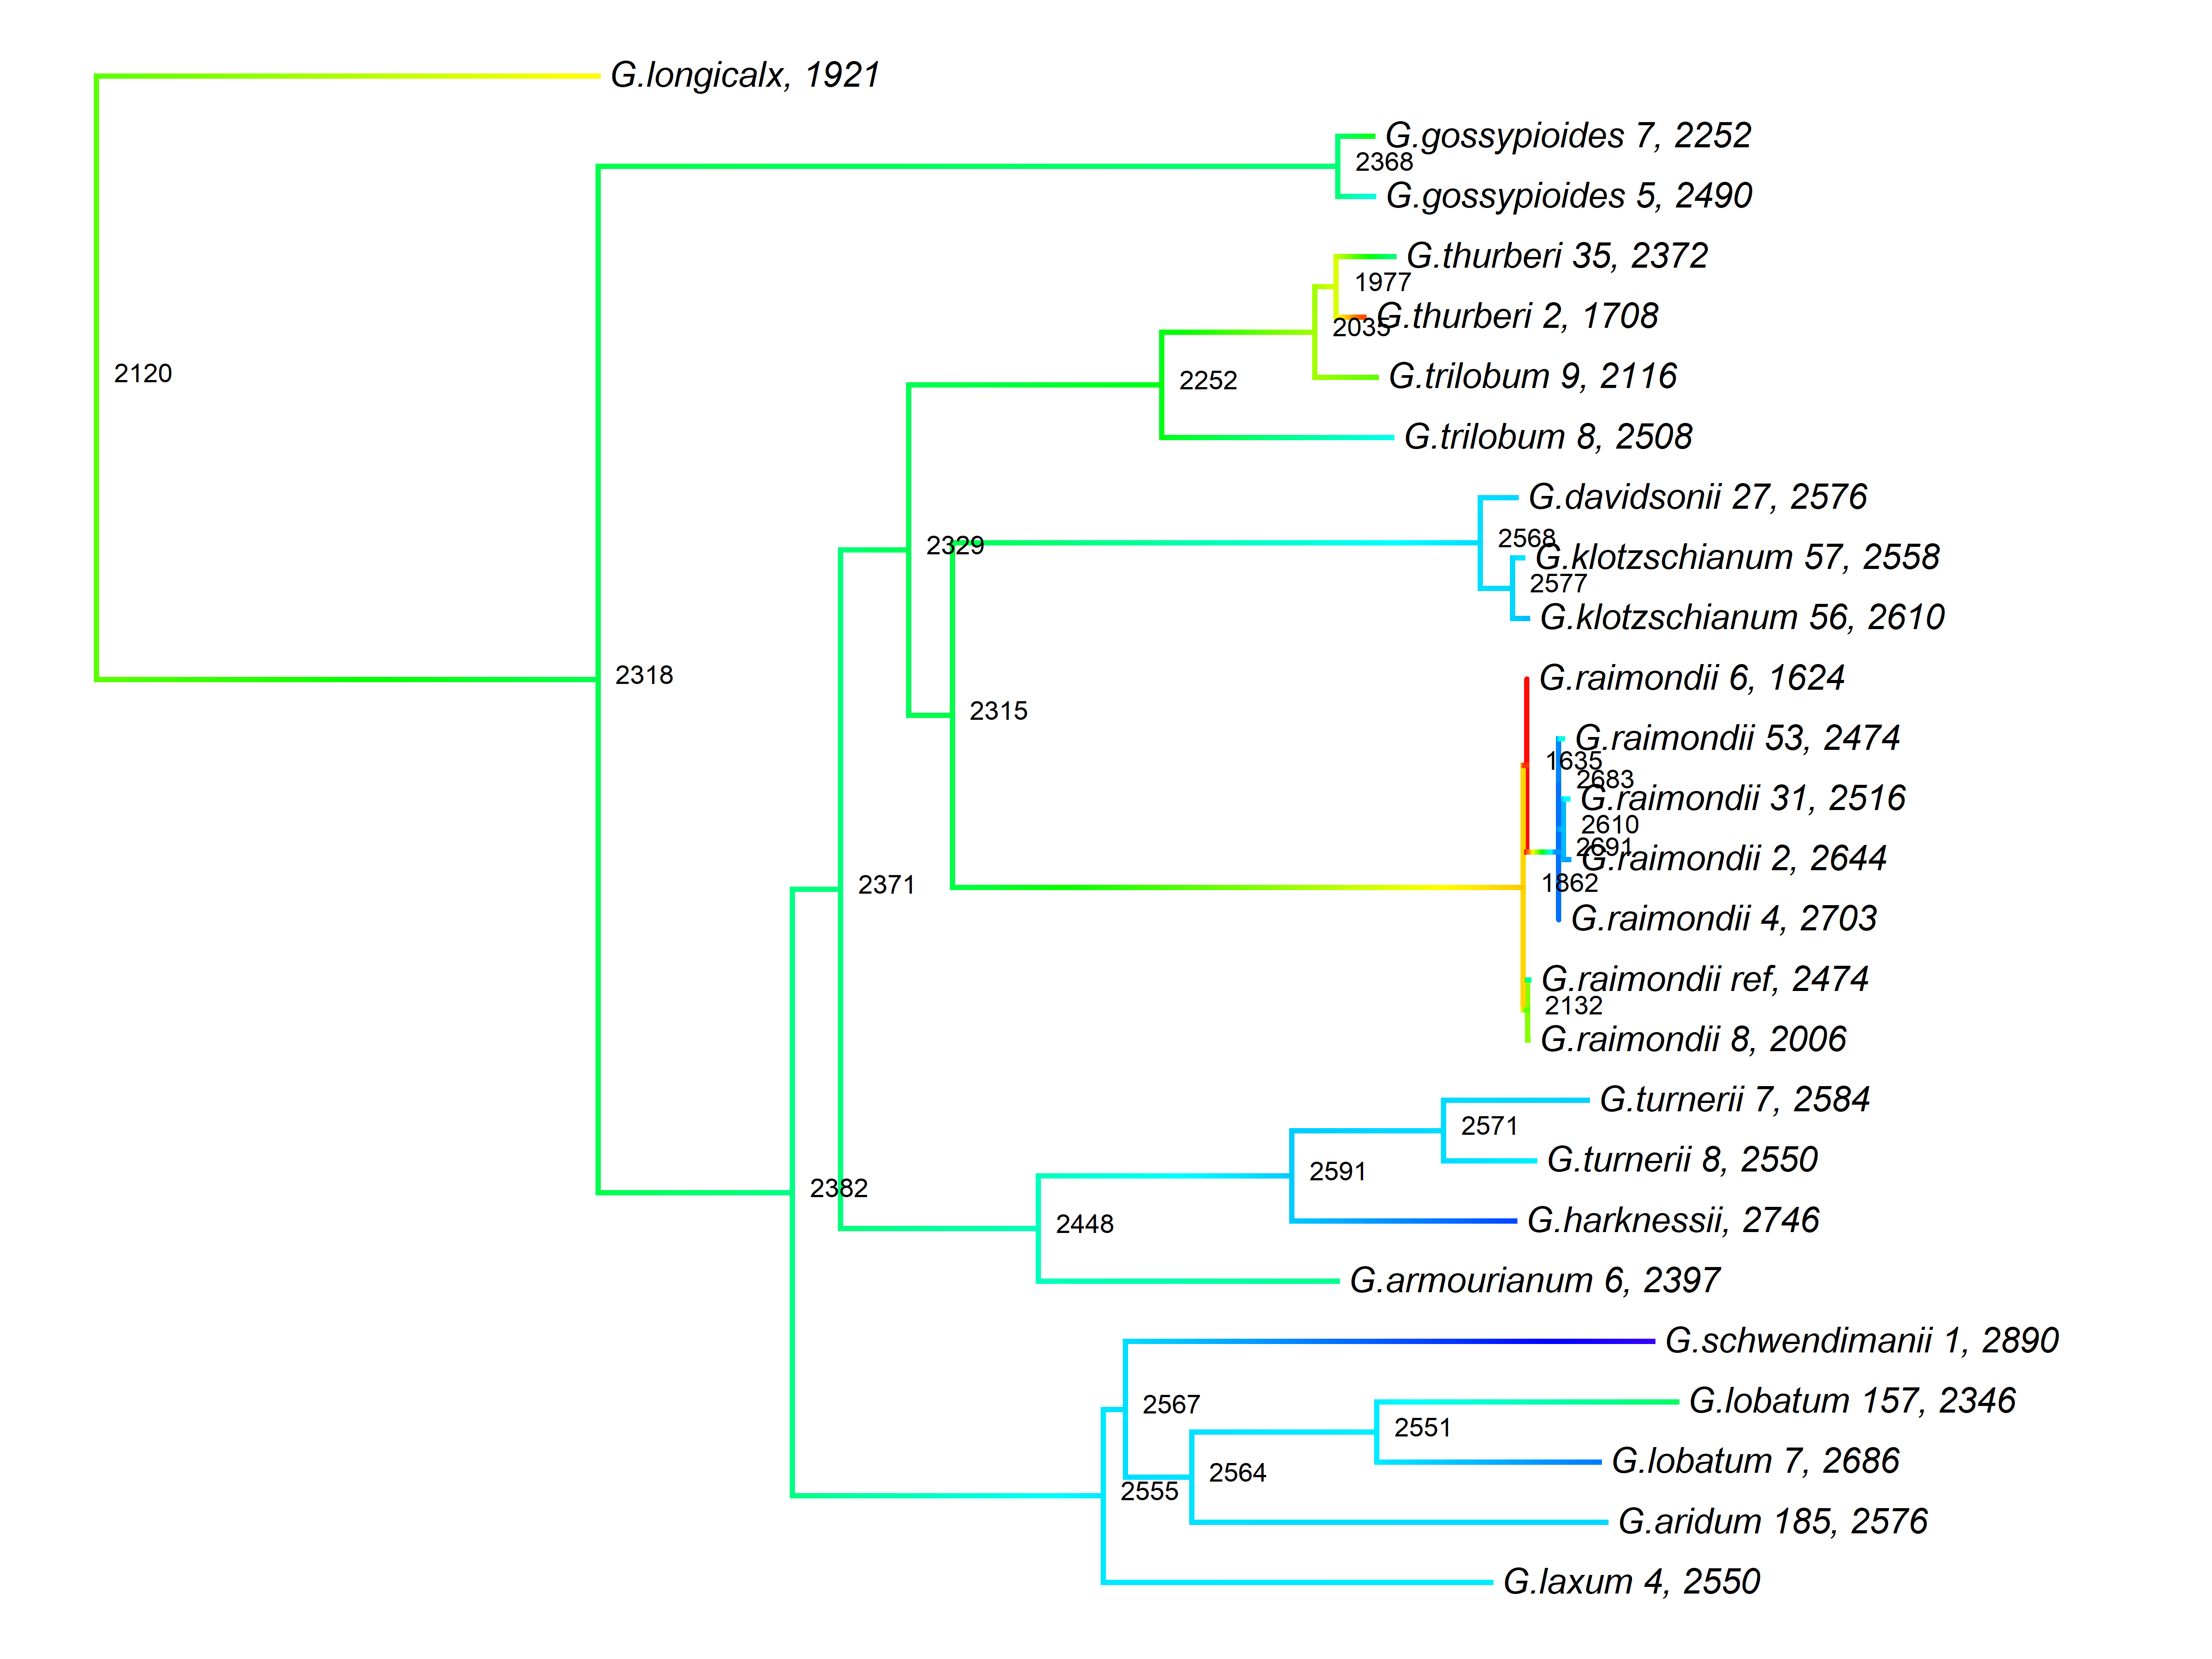 G.longicalx, 1921
G.gossypioides 7, 2252
2368
G.gossypioides 5, 2490
G.thurberi 35, 2372
1977
G.thurberi 2, 1708
2035
G.trilobum 9, 2116
2120
2252
G.trilobum 8, 2508
G.davidsonii 27, 2576
2568
2329
G.klotzschianum 57, 2558
2577
G.klotzschianum 56, 2610
2318
G.raimondii 6, 1624
2315
G.raimondii 53, 2474
1635
2683
G.raimondii 31, 2516
2610
2691
G.raimondii 2, 2644
1862
2371
G.raimondii 4, 2703
G.raimondii ref, 2474
2132
G.raimondii 8, 2006
G.turnerii 7, 2584
2571
G.turnerii 8, 2550
2591
2382
G.harknessii, 2746
2448
G.armourianum 6, 2397
G.schwendimanii 1, 2890
2567
G.lobatum 157, 2346
2551
G.lobatum 7, 2686
2564
2555
G.aridum 185, 2576
G.laxum 4, 2550